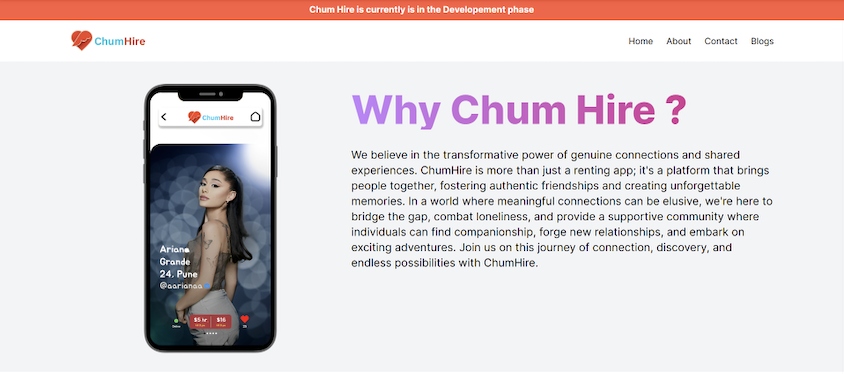 Chum Hire is currently is in the Developement phase
ChumHire
Home About Contact Blogs
ChumHire
Ariana
Grande
24. Pune
@aarianaa
$5 hr $16
Why Chum Hire ?
We believe in the transformative power of genuine connections and shared
experiences. ChumHire is more than just a renting app; it's a platform that brings
people together, fostering authentic friendships and creating unforgettable
memories. In a world where meaningful connections can be elusive, we're here to
bridge the gap, combat loneliness, and provide a supportive community where
individuals can find companionship, forge new relationships, and embark on
exciting adventures. Join us on this journey of connection, discovery, and
endless possibilities with ChumHire.